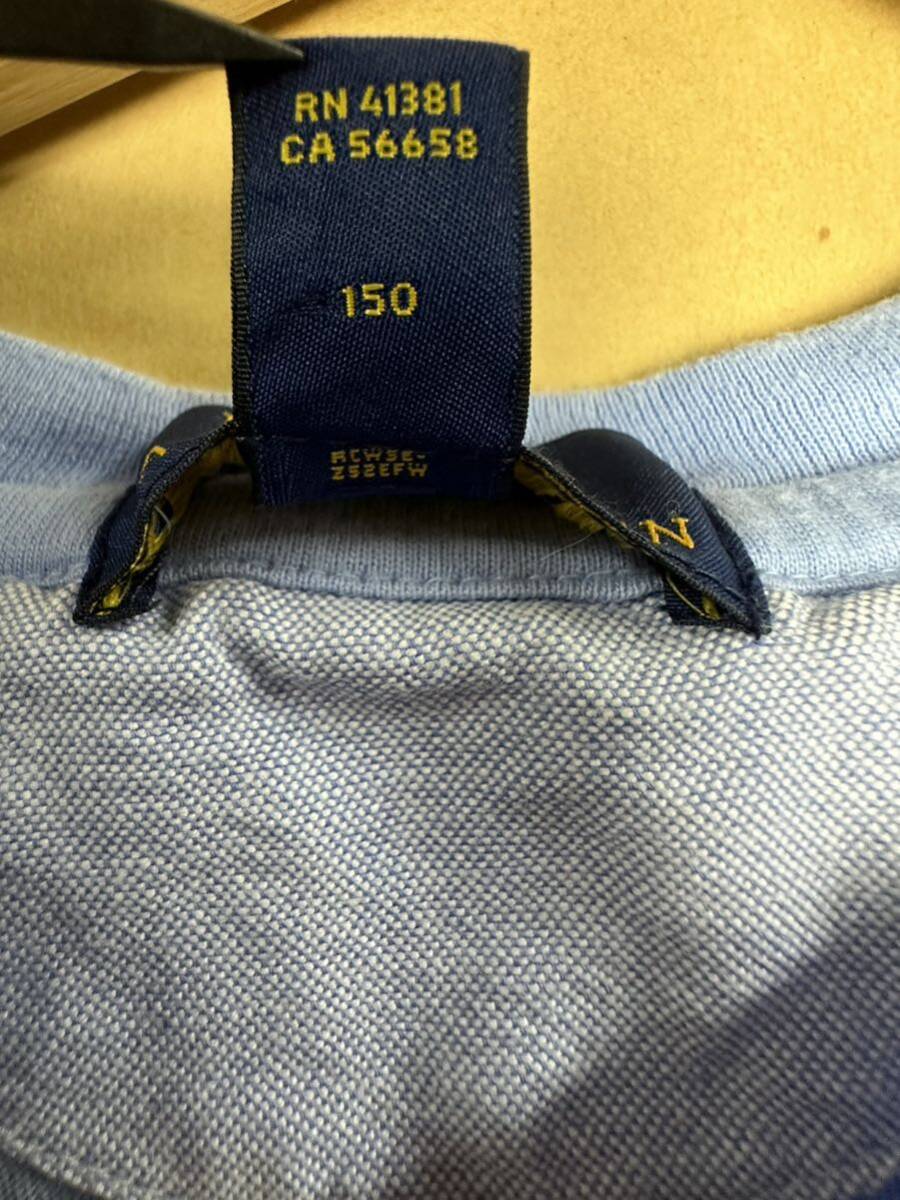 RN 41381
CA 56658
150
RCWSE-
Z52EFW
N